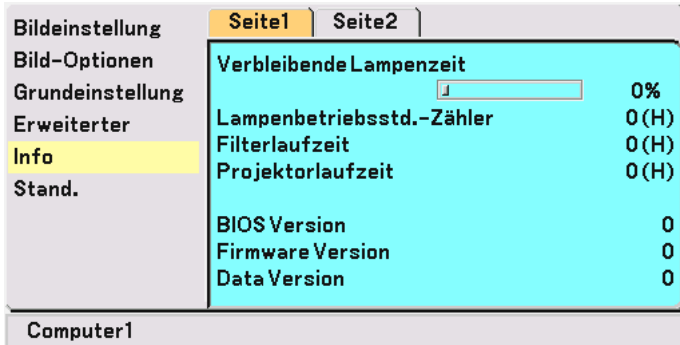 Bildeinstellung
Bild-Optionen
Grundeinstellung
Erweiterter
Info
Stand.
Seite1 Seite2
Verbleibende Lampenzeit
0%
Lampenbetriebsstd.-Zähler 0(H)
Filterlaufzeit 0(H)
Projektorlaufzeit 0(H)
BIOS Version 0
Firmware Version 0
Data Version 0
Computer1